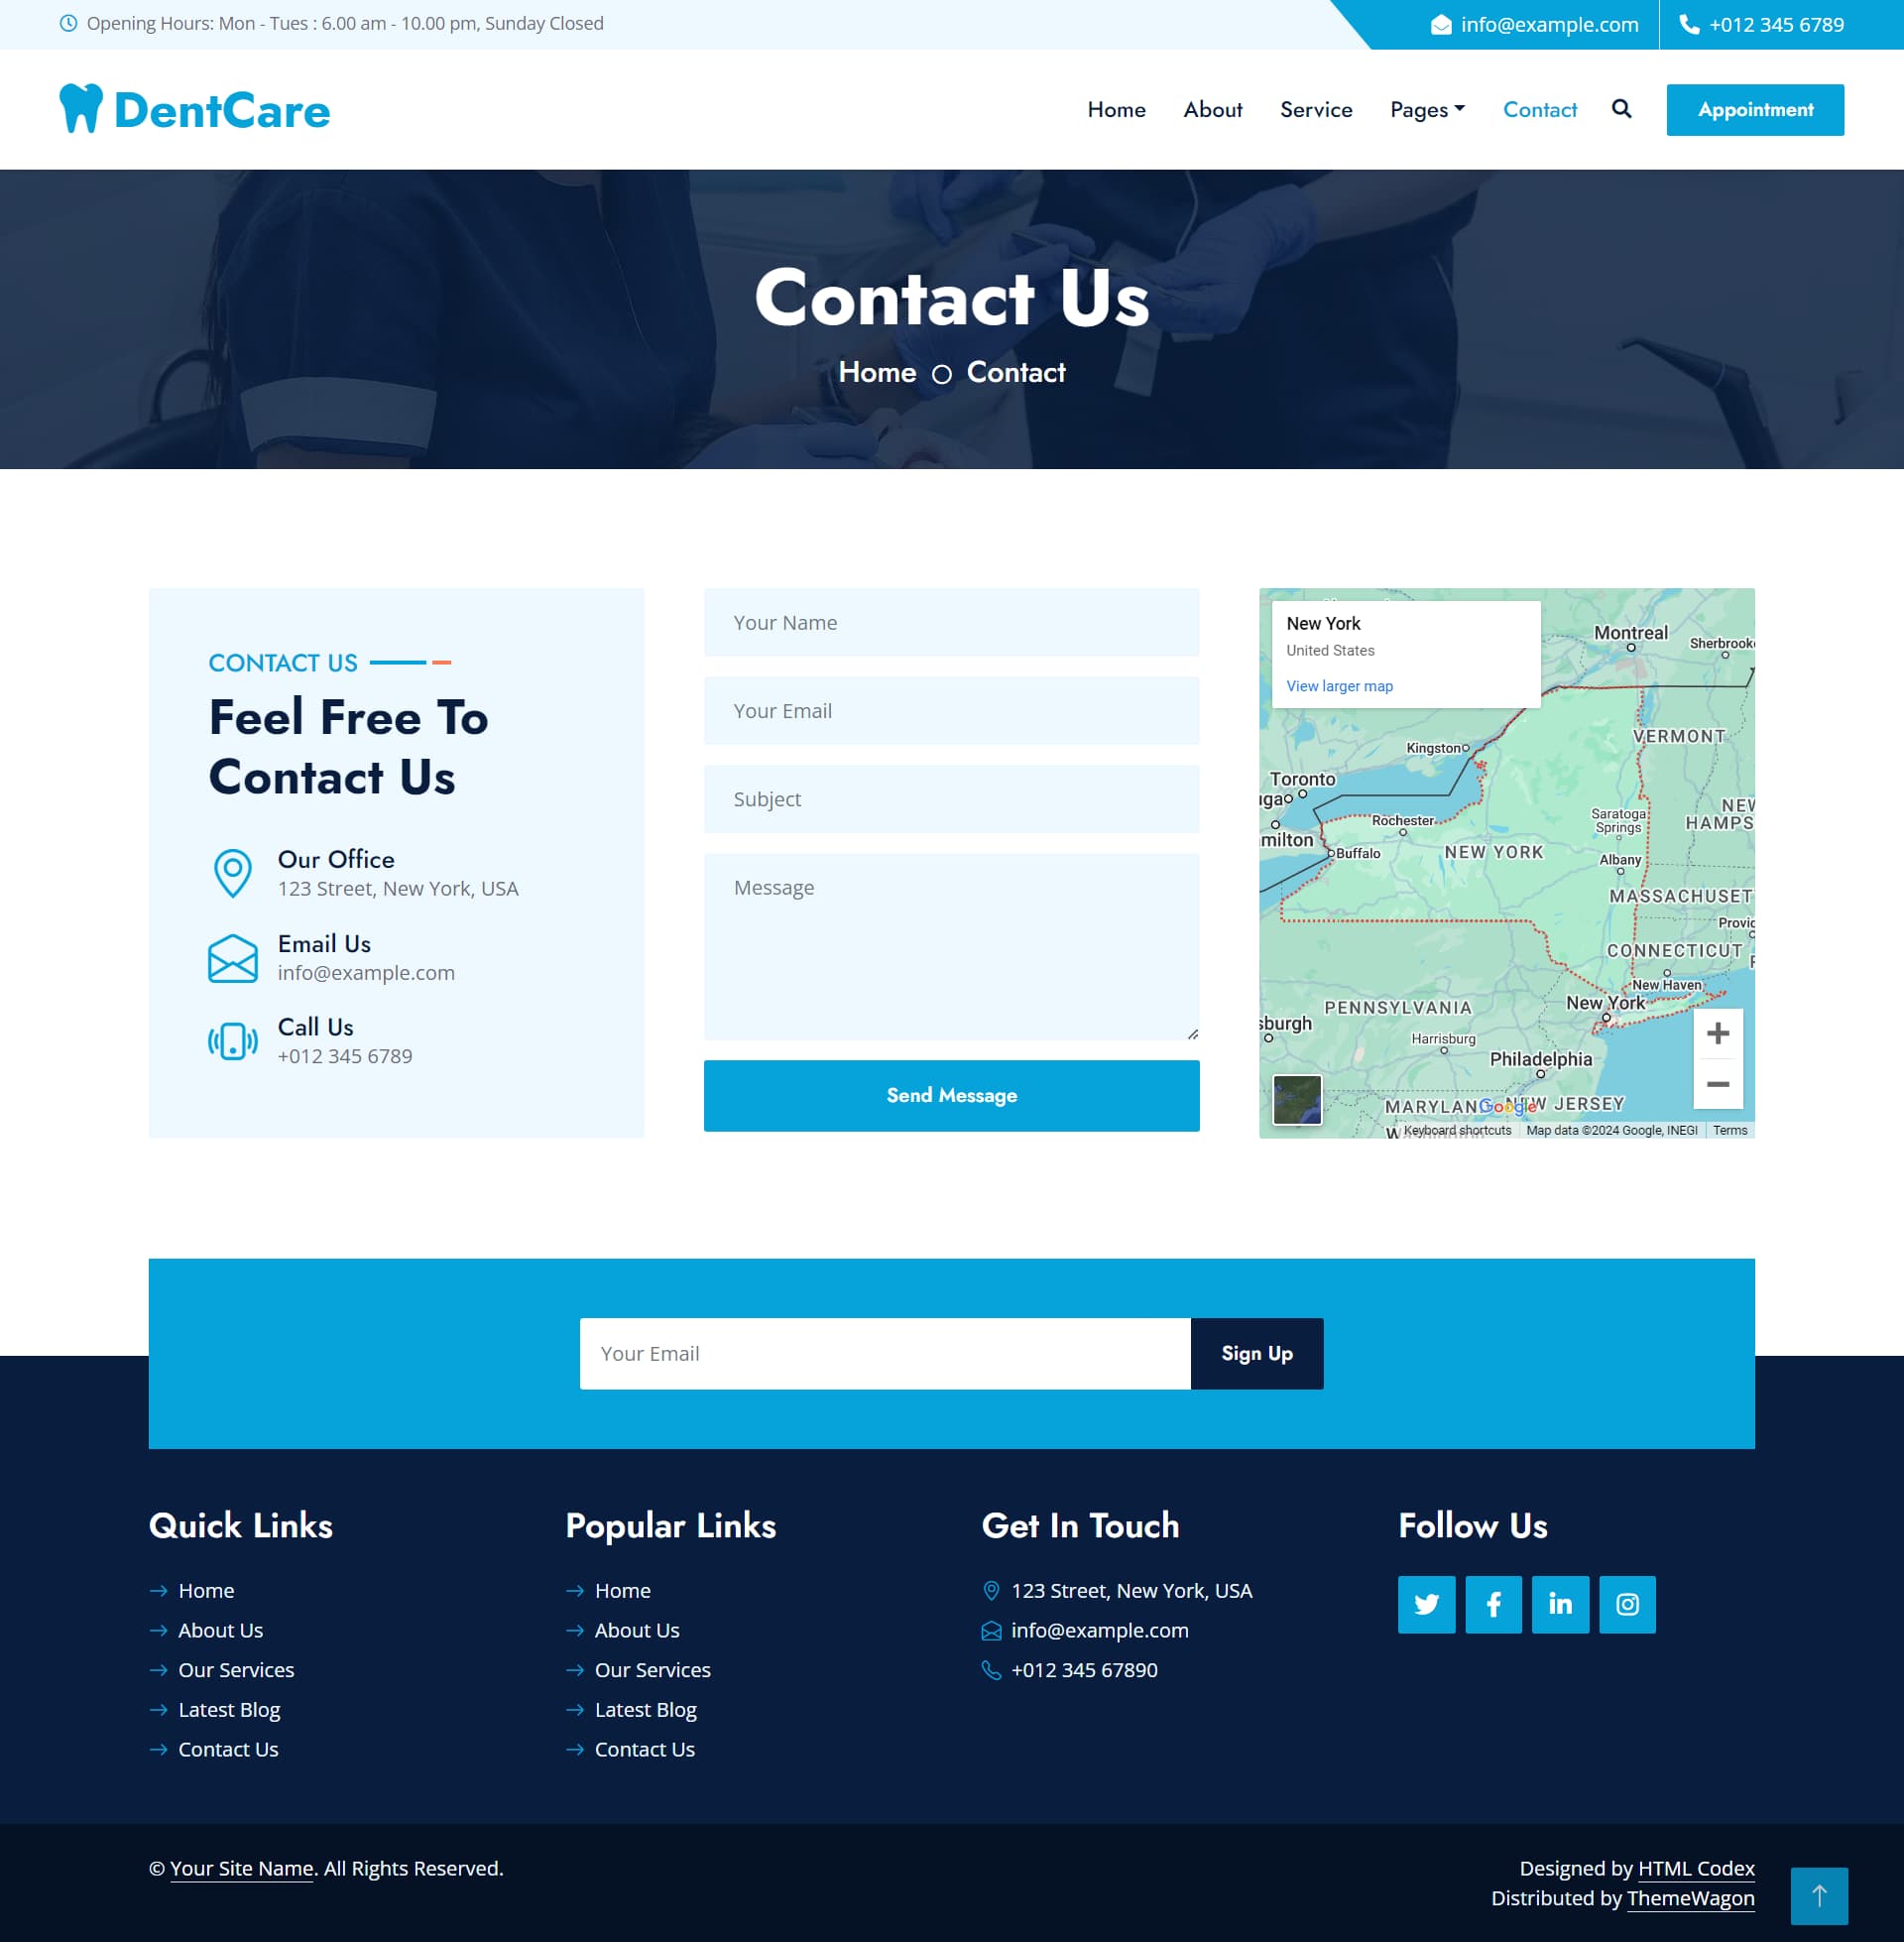 Opening Hours: Mon - Tues : 6.00 am - 10.00 pm, Sunday Closed
info@example.com
+012 345 6789
DentCare
Home
About
Service
Pages
Contact
Appointment
Contact Us
Home
Contact
CONTACT US
Feel Free To
Contact Us
Our Office
123 Street, New York, USA
Email Us
info@example.com
Call Us
+012 345 6789
Your Name
Your Email
Subject
Message
Send Message
New York
United States
View larger map
Montreal
Sherbrook
VERMONT
Kingston
Toronto
uga
NEW
HAMPS
Rochester
Saratoga
Springs
milton
Buffalo
NEW YORK
Albany
MASSACHUSET
Provid
CONNECTICUT
New Haven
New York
PENNSYLVANIA
sburgh
Harrisburg
Philadelphia
MARYLAN
Google
NEW JERSEY
Keyboard shortcuts
Map data ©2024 Google, INEGI
Terms
Your Email
Sign Up
Quick Links
Home
About Us
Our Services
Latest Blog
Contact Us
Popular Links
Home
About Us
Our Services
Latest Blog
Contact Us
Get In Touch
123 Street, New York, USA
info@example.com
+012 345 67890
Follow Us
© Your Site Name. All Rights Reserved.
Designed by HTML Codex
Distributed by ThemeWagon